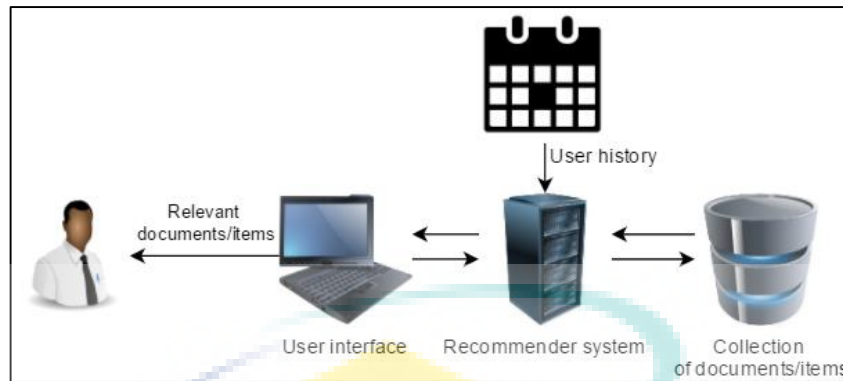 User history
Relevant
documents/items
User interface
Recommender system
Collection
of documents/items